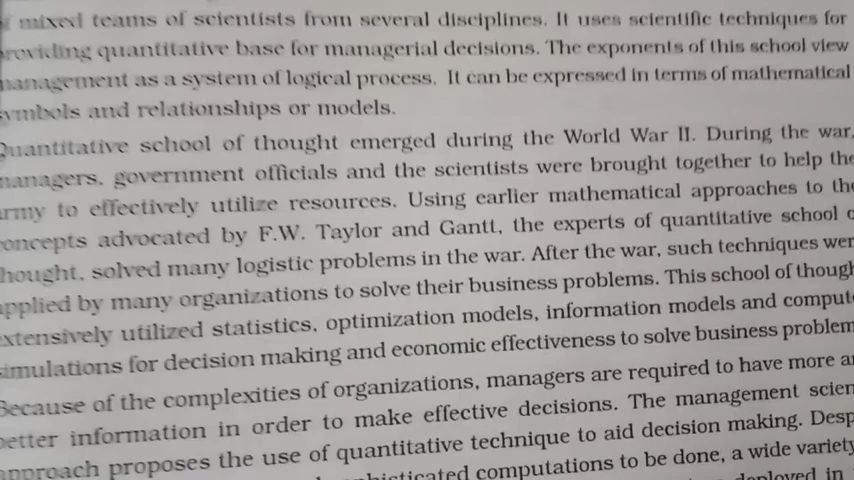 mixed teams of scientists from several disciplines. It uses scientific techniques for
providing quantitative base for managerial decisions. The exponents of this school view
management as a system of logical process. It can be expressed in terms of mathematical
symbols and relationships or models.
Quantitative school of thought emerged during the World War II. During the war,
managers, government officials and the scientists were brought together to help the
army to effectively utilize resources. Using earlier mathematical approaches to the
concepts advocated by F.W. Taylor and Gantt, the experts of quantitative school
thought, solved many logistic problems in the war. After the war, such techniques wer
applied by many organizations to solve their business problems. This school of though
extensively utilized statistics, optimization models, information models and compute
simulations for decision making and economic effectiveness to solve business problem
Because of the complexities of organizations, managers are required to have more a
better information in order to make effective decisions. The management scien
approach proposes the use of quantitative technique to aid decision making. Desp
computations to be done, a wide variety
deployed in